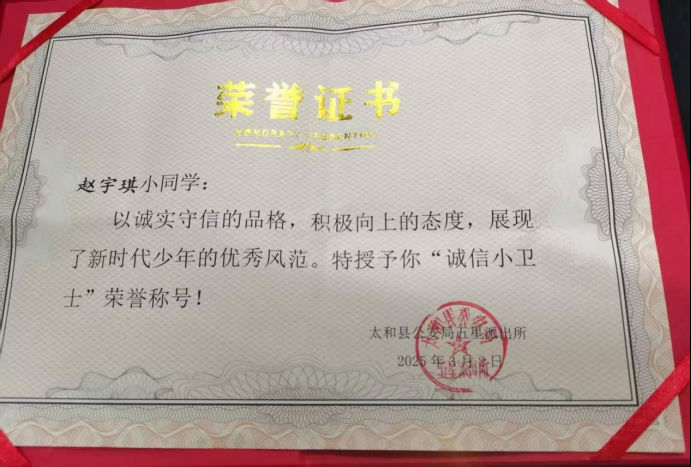 荣誉证书
赵宇琪小同学：
以诚实守信的品格，积极向上的态度，展现
了新时代少年的优秀风范。特授予你“诚信小卫
士”荣誉称号！
太和县公安局五星派出所
2025年3月 日